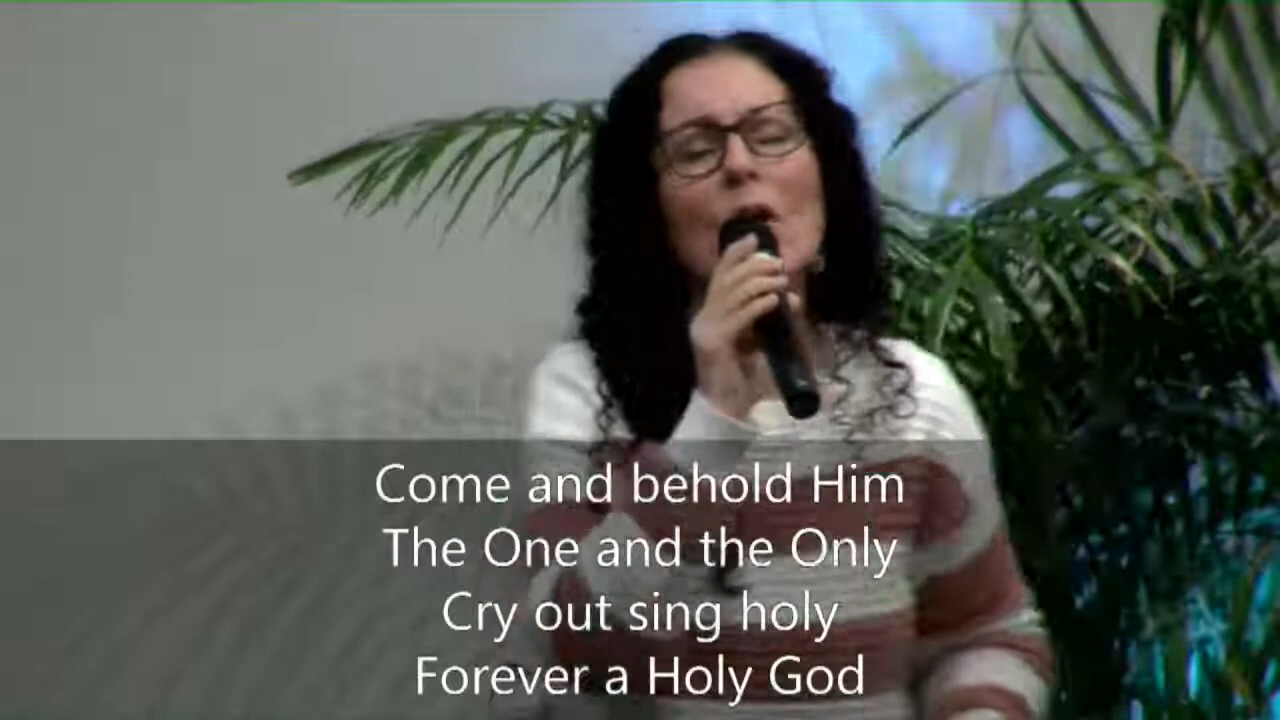 Come and behold Him
The One and the Only
Cry out sing holy
Forever a Holy God